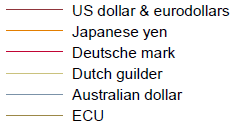 US dollar & eurodollars
Japanese yen
Deutsche mark
Dutch guilder
Australian dollar
ECU